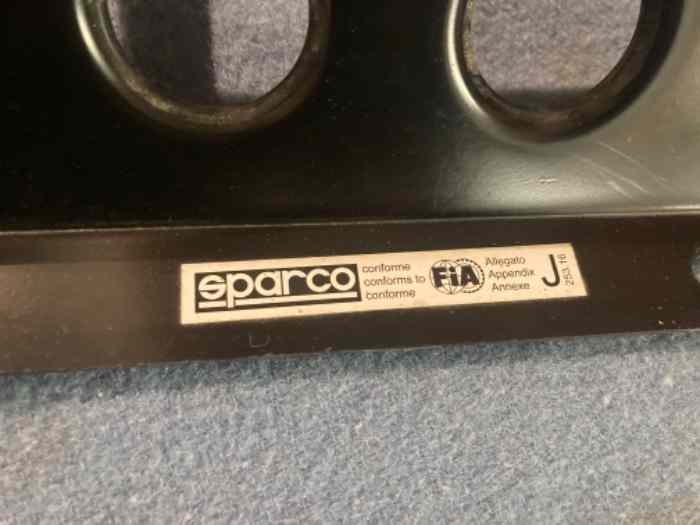 sparco
conforme
conforms to
conforme
FIA
Allegato
Appendix
Annexe
J
253.16